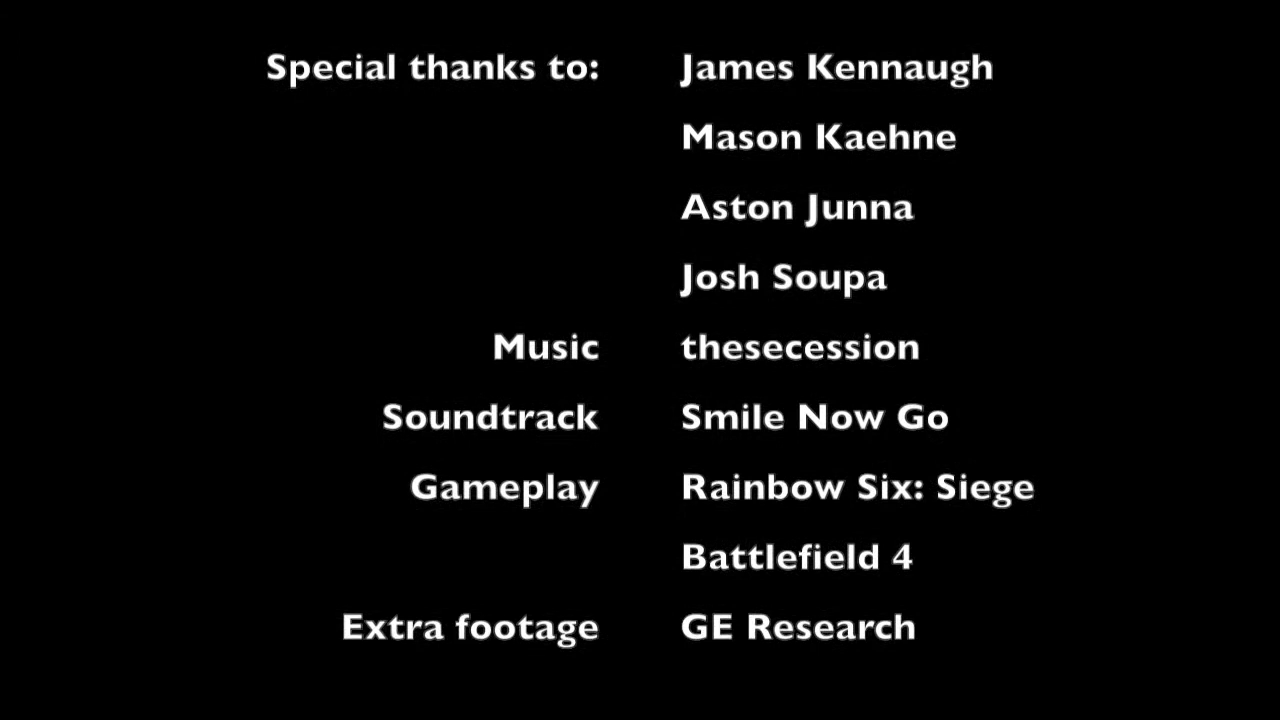 Special thanks to: James Kennaugh
Mason Kaehne
Aston Junna
Josh Soupa
Music thesecession
Soundtrack Smile Now Go
Gameplay Rainbow Six: Siege
Battlefield 4
Extra footage GE Research